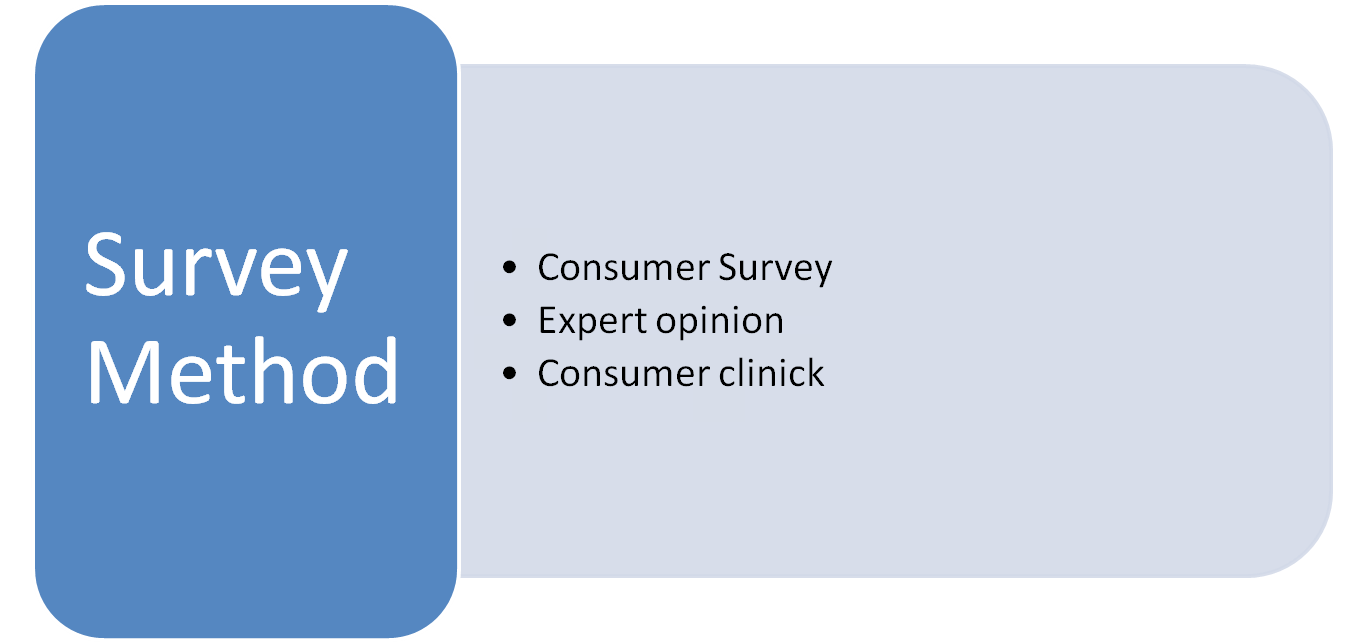 Survey
Method
• Consumer Survey
• Expert opinion
• Consumer clinick